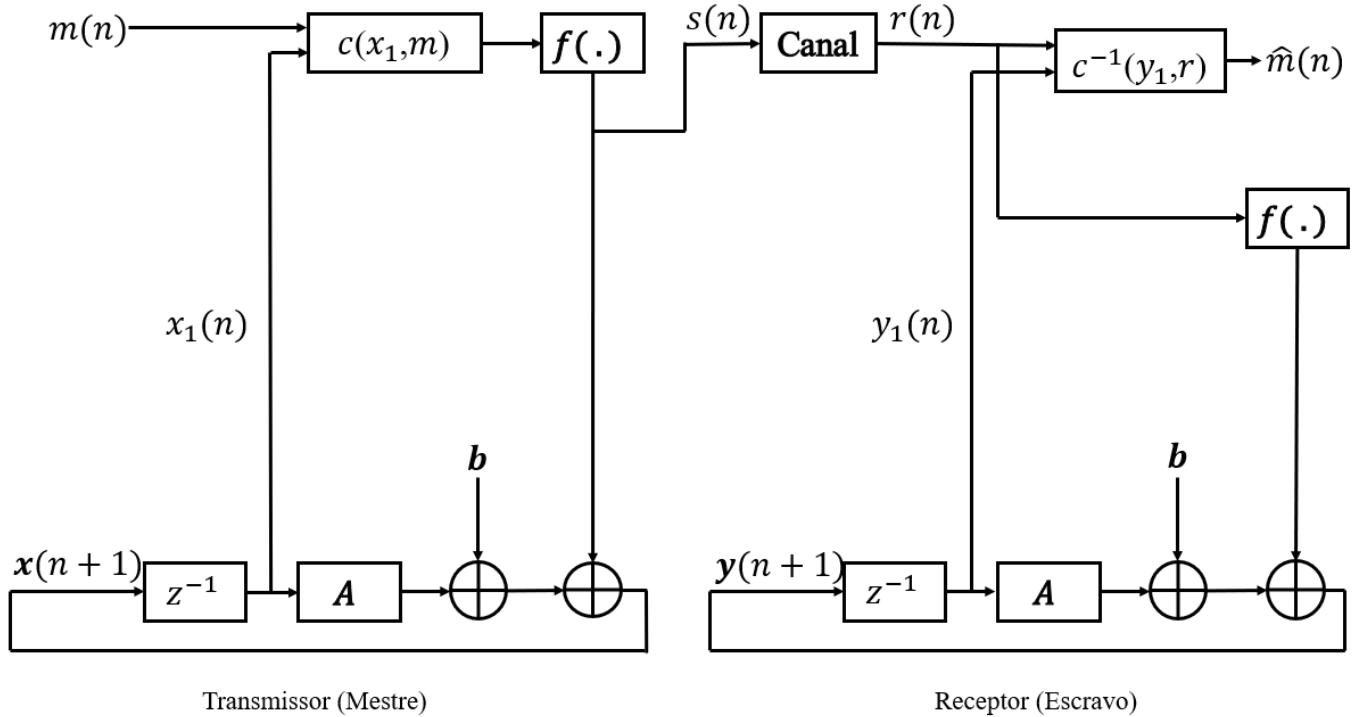 m(n)
c(x₁,m)
f(.)
s(n)
Canal
r(n)
c⁻¹(y₁,r)
m̂(n)
f(.)
x₁(n)
y₁(n)
b
b
x(n + 1)
z⁻¹
A
y(n + 1)
z⁻¹
A
Transmissor (Mestre)
Receptor (Escravo)